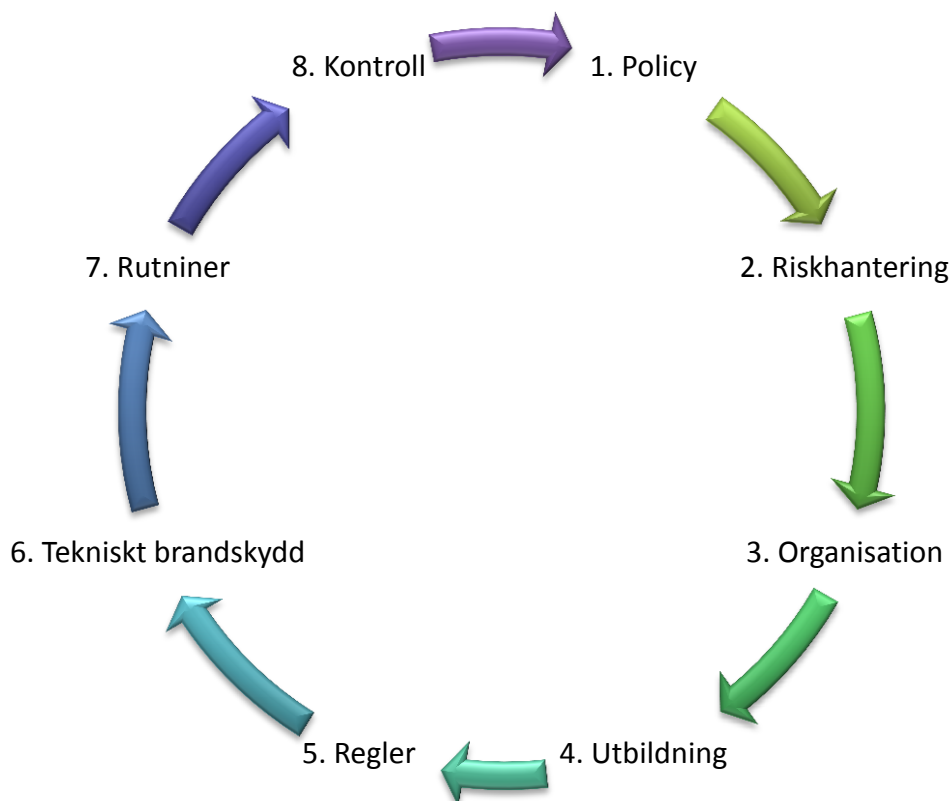 1. Policy
2. Riskhantering
3. Organisation
4. Utbildning
5. Regler
6. Tekniskt brandskydd
7. Rutniner
8. Kontroll